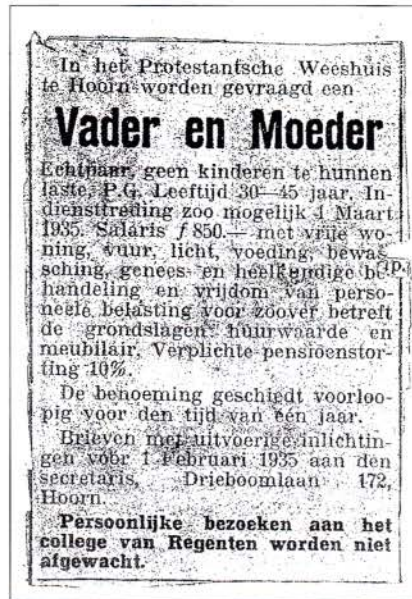 In het Protestantsche Weeshuis
te Hoorn worden gevraagd een
Vader en Moeder
Echtpaar, geen kinderen te hunnen
laste, P.G. Leeftijd 30—45 jaar. In-
diensttreding zoo mogelijk 1 Maart
1935. Salaris ƒ 850.— met vrije wo-
ning, vuur, licht, voeding, bewas-
sching, genees- en heelkundige be-
handeling en vrijdom van perso-
neele belasting voor zoover betreft
de grondslagen huurwaarde en
meubilair. Verplichte pensioenstor-
ting 10%.
De benoeming geschiedt voorloo-
pig voor den tijd van één jaar.
Brieven met uitvoerige inlichtin-
gen vóór 1 Februari 1935 aan den
secretaris, Drieboomlaan 172,
Hoorn.
Persoonlijke bezoeken aan het
college van Regenten worden niet
afgewacht.